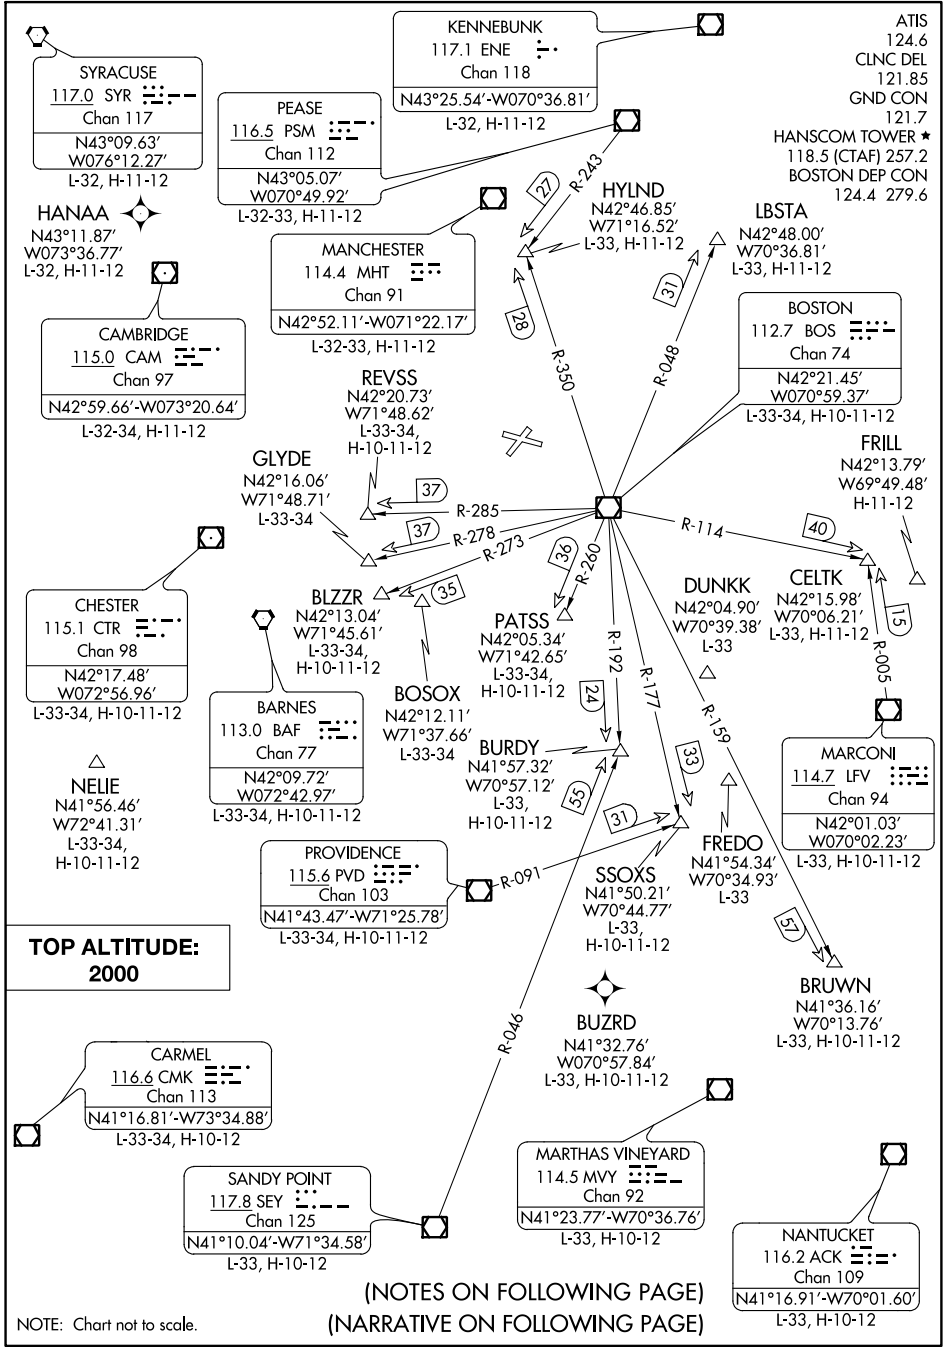 ATIS
124.6
CLNC DEL
121.85
GND CON
121.7
HANSCOM TOWER ★
118.5 (CTAF) 257.2
BOSTON DEP CON
124.4 279.6
KENNEBUNK
117.1 ENE
Chan 118
N43°25.54′-W070°36.81′
L-32, H-11-12
SYRACUSE
117.0 SYR
Chan 117
N43°09.63′
W076°12.27′
L-32, H-11-12
PEASE
116.5 PSM
Chan 112
N43°05.07′
W070°49.92′
L-32-33, H-11-12
HANAA
N43°11.87′
W073°36.77′
L-32, H-11-12
MANCHESTER
114.4 MHT
Chan 91
N42°52.11′-W071°22.17′
L-32-33, H-11-12
R-243
27
HYLND
N42°46.85′
W71°16.52′
L-33, H-11-12
28
R-350
LBSTA
N42°48.00′
W70°36.81′
L-33, H-11-12
31
R-048
CAMBRIDGE
115.0 CAM
Chan 97
N42°59.66′-W073°20.64′
L-32-34, H-11-12
BOSTON
112.7 BOS
Chan 74
N42°21.45′
W070°59.37′
L-33-34, H-10-11-12
REVSS
N42°20.73′
W71°48.62′
L-33-34,
H-10-11-12
37
R-285
GLYDE
N42°16.06′
W71°48.71′
L-33-34
37
R-278
R-273
35
BLZZR
N42°13.04′
W71°45.61′
L-33-34,
H-10-11-12
BOSOX
N42°12.11′
W71°37.66′
L-33-34
36
R-260
PATSS
N42°05.34′
W71°42.65′
L-33-34,
H-10-11-12
FRILL
N42°13.79′
W69°49.48′
H-11-12
R-114
40
CELTK
N42°15.98′
W70°06.21′
L-33, H-11-12
15
R-005
DUNKK
N42°04.90′
W70°39.38′
L-33
CHESTER
115.1 CTR
Chan 98
N42°17.48′
W072°56.96′
L-33-34, H-10-11-12
BARNES
113.0 BAF
Chan 77
N42°09.72′
W072°42.97′
L-33-34, H-10-11-12
NELIE
N41°56.46′
W72°41.31′
L-33-34,
H-10-11-12
R-192
24
BURDY
N41°57.32′
W70°57.12′
L-33,
H-10-11-12
55
R-177
33
R-159
MARCONI
114.7 LFV
Chan 94
N42°01.03′
W070°02.23′
L-33, H-10-11-12
PROVIDENCE
115.6 PVD
Chan 103
N41°43.47′-W71°25.78′
L-33-34, H-10-11-12
R-091
31
SSOXS
N41°50.21′
W70°44.77′
L-33,
H-10-11-12
FREDO
N41°54.34′
W70°34.93′
L-33
57
BRUWN
N41°36.16′
W70°13.76′
L-33, H-10-11-12
TOP ALTITUDE:
2000
BUZRD
N41°32.76′
W070°57.84′
L-33, H-10-11-12
R-046
CARMEL
116.6 CMK
Chan 113
N41°16.81′-W73°34.88′
L-33-34, H-10-12
SANDY POINT
117.8 SEY
Chan 125
N41°10.04′-W71°34.58′
L-33, H-10-12
MARTHAS VINEYARD
114.5 MVY
Chan 92
N41°23.77′-W70°36.76′
L-33, H-10-12
NANTUCKET
116.2 ACK
Chan 109
N41°16.91′-W70°01.60′
L-33, H-10-12
(NOTES ON FOLLOWING PAGE)
(NARRATIVE ON FOLLOWING PAGE)
NOTE: Chart not to scale.